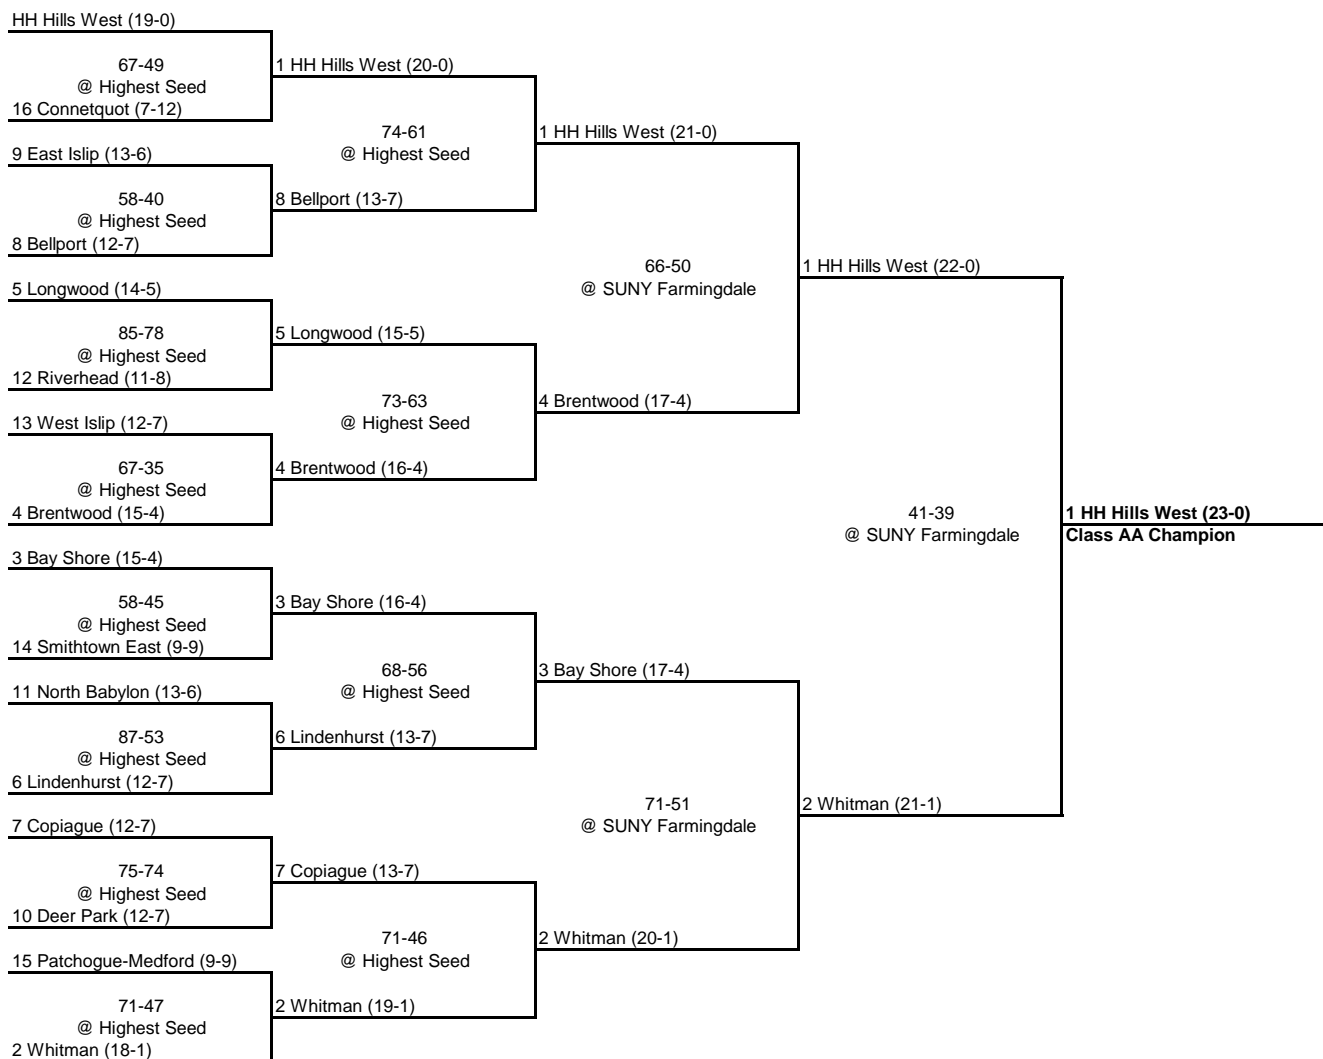 HH Hills West (19-0)
67-49
@ Highest Seed
16 Connetquot (7-12)
9 East Islip (13-6)
58-40
@ Highest Seed
8 Bellport (12-7)
5 Longwood (14-5)
85-78
@ Highest Seed
12 Riverhead (11-8)
13 West Islip (12-7)
67-35
@ Highest Seed
4 Brentwood (15-4)
3 Bay Shore (15-4)
58-45
@ Highest Seed
14 Smithtown East (9-9)
11 North Babylon (13-6)
87-53
@ Highest Seed
6 Lindenhurst (12-7)
7 Copiague (12-7)
75-74
@ Highest Seed
10 Deer Park (12-7)
15 Patchogue-Medford (9-9)
71-47
@ Highest Seed
2 Whitman (18-1)
1 HH Hills West (20-0)
74-61
@ Highest Seed
8 Bellport (13-7)
5 Longwood (15-5)
73-63
@ Highest Seed
4 Brentwood (16-4)
3 Bay Shore (16-4)
68-56
@ Highest Seed
6 Lindenhurst (13-7)
7 Copiague (13-7)
71-46
@ Highest Seed
2 Whitman (19-1)
1 HH Hills West (21-0)
66-50
@ SUNY Farmingdale
4 Brentwood (17-4)
3 Bay Shore (17-4)
71-51
@ SUNY Farmingdale
2 Whitman (20-1)
1 HH Hills West (22-0)
41-39
@ SUNY Farmingdale
2 Whitman (21-1)
1 HH Hills West (23-0)
Class AA Champion